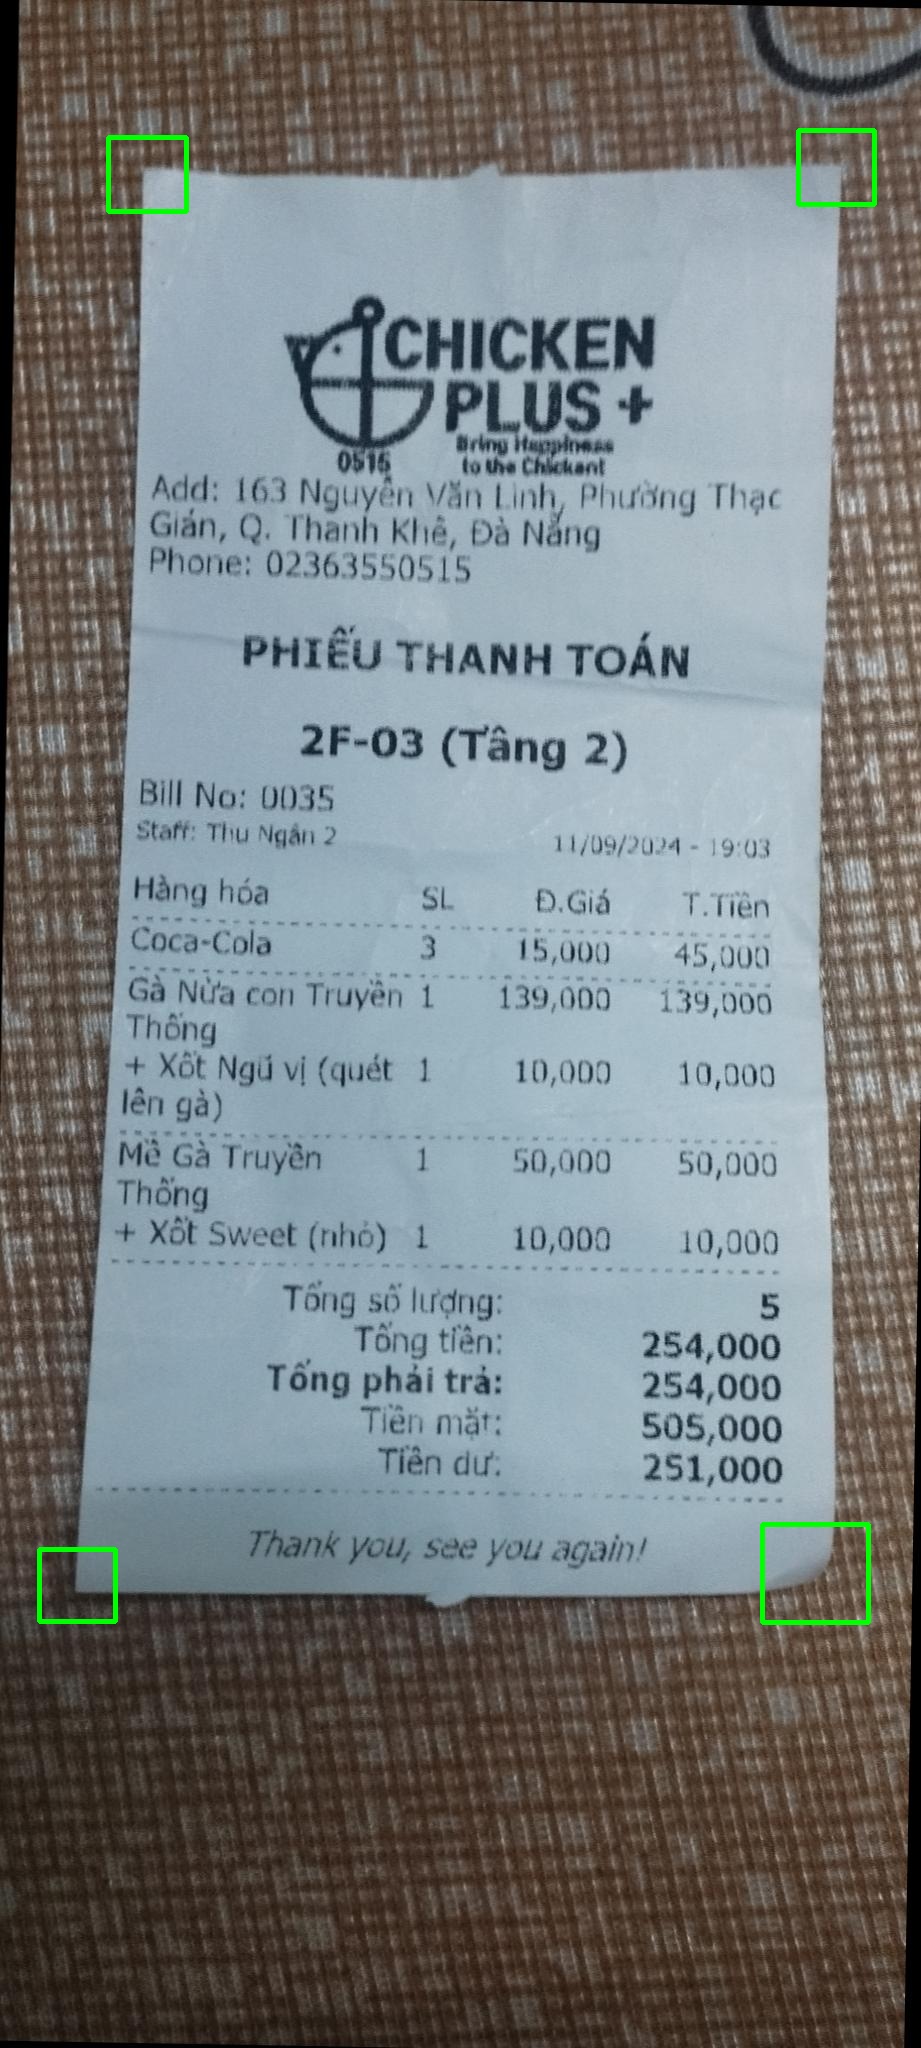 CHICKEN
PLUS +
Bring Happiness
to the Chicken!
0515
Add: 163 Nguyễn Văn Linh, Phường Thạc
Gián, Q. Thanh Khê, Đà Nẵng
Phone: 02363550515
PHIẾU THANH TOÁN
2F-03 (Tầng 2)
Bill No: 0035
Staff: Thu Ngân 2 11/09/2024 - 19:03
Hàng hóa SL Đ.Giá T.Tiền
Coca-Cola 3 15,000 45,000
Gà Nửa con Truyền 1 139,000 139,000
Thống
+ Xốt Ngũ vị (quét 1 10,000 10,000
lên gà)
Mề Gà Truyền 1 50,000 50,000
Thống
+ Xốt Sweet (nhỏ) 1 10,000 10,000
Tổng số lượng: 5
Tổng tiền: 254,000
Tổng phải trả: 254,000
Tiền mặt: 505,000
Tiền dư: 251,000
Thank you, see you again!